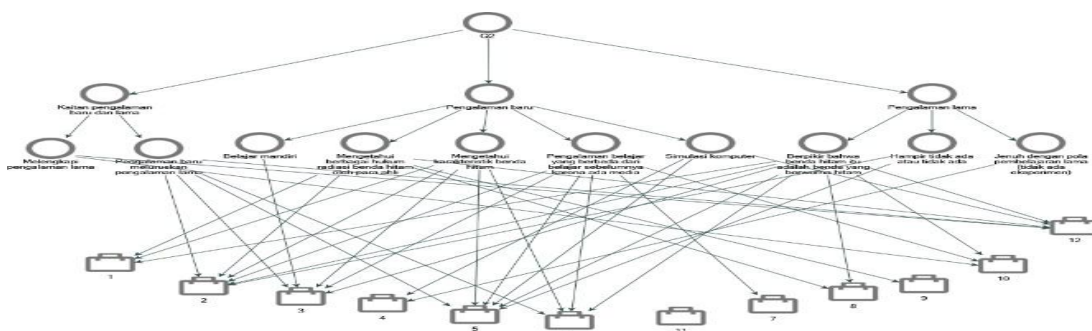 Q2
Kaitan pengalaman
baru dan lama
Pengalaman baru
Pengalaman lama
Melengkapi
pengalaman lama
Pengalaman baru
meluruskan
pengalaman lama
Belajar mandiri
Mengetahui
berbagai hukum
radiasi benda hitam
oleh para ahli
Mengetahui
karakteristik benda
hitam
Pengalaman belajar
yang berbeda dari
belajar sebelumnya
karena ada media
Simulasi komputer
Berpikir bahwa
benda hitam itu
adalah benda yang
berwarna hitam
Hampir tidak ada
atau tidak ada
Jenuh dengan pola
pembelajaran lama
(tidak ada
eksperimen)
12
1
10
2
3
4
5
7
8
9
11